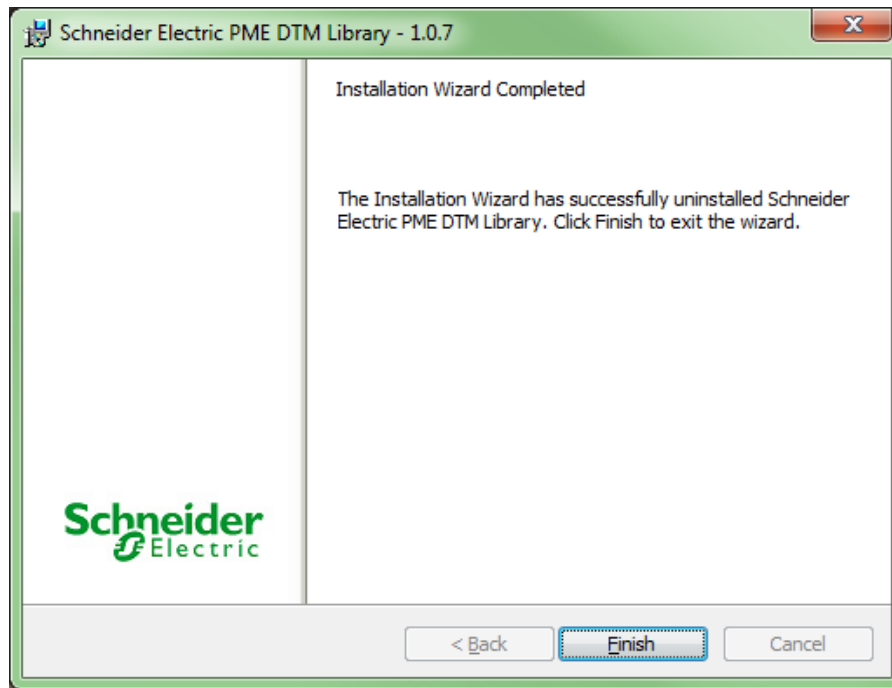 Schneider Electric PME DTM Library - 1.0.7
Installation Wizard Completed
The Installation Wizard has successfully uninstalled Schneider
Electric PME DTM Library. Click Finish to exit the wizard.
Schneider
Electric
< Back
Finish
Cancel